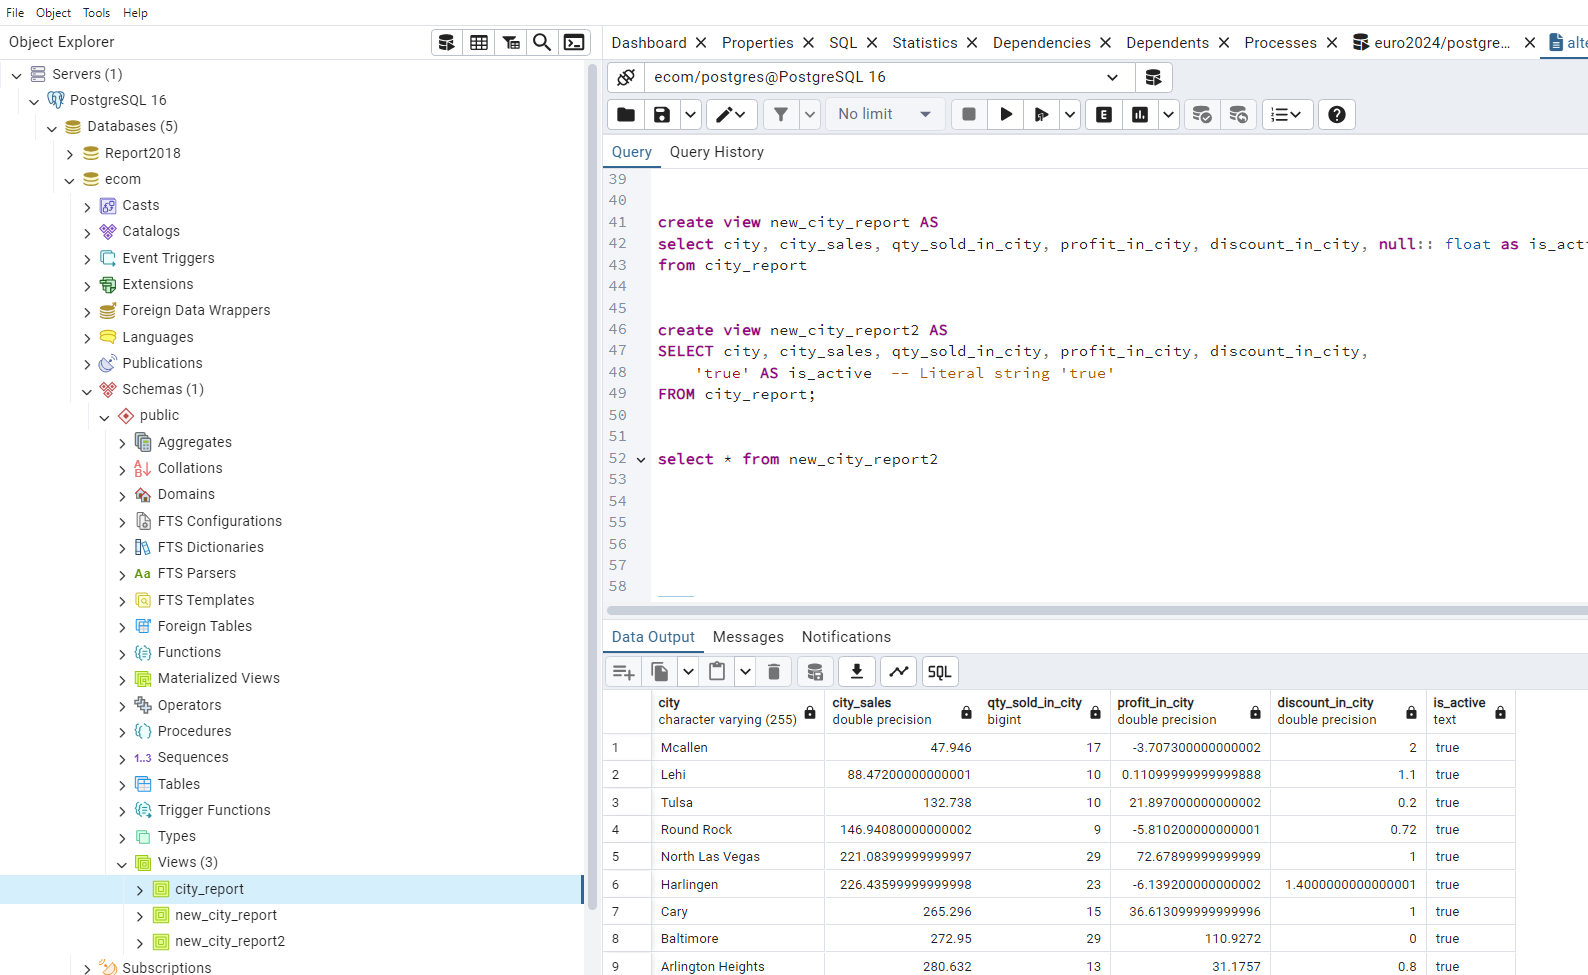 File Object Tools Help
Object Explorer
Servers (1)
PostgreSQL 16
Databases (5)
Report2018
ecom
Casts
Catalogs
Event Triggers
Extensions
Foreign Data Wrappers
Languages
Publications
Schemas (1)
public
Aggregates
Collations
Domains
FTS Configurations
FTS Dictionaries
Aa FTS Parsers
FTS Templates
Foreign Tables
Functions
Materialized Views
Operators
Procedures
1..3 Sequences
Tables
Trigger Functions
Types
Views (3)
city_report
new_city_report
new_city_report2
Subscriptions
Dashboard Properties SQL Statistics Dependencies Dependents Processes euro2024/postgre... alte
ecom/postgres@PostgreSQL 16
No limit E
Query Query History
39
40
41 create view new_city_report AS
42 select city, city_sales, qty_sold_in_city, profit_in_city, discount_in_city, null:: float as is_acti
43 from city_report
44
45
46 create view new_city_report2 AS
47 SELECT city, city_sales, qty_sold_in_city, profit_in_city, discount_in_city,
48 'true' AS is_active -- Literal string 'true'
49 FROM city_report;
50
51
52 select * from new_city_report2
53
54
55
56
57
58
Data Output Messages Notifications
SQL
city city_sales qty_sold_in_city profit_in_city discount_in_city is_active
character varying (255) double precision bigint double precision double precision text
1 Mcallen 47.946 17 -3.707300000000002 2 true
2 Lehi 88.47200000000001 10 0.11099999999999888 1.1 true
3 Tulsa 132.738 10 21.897000000000002 0.2 true
4 Round Rock 146.94080000000002 9 -5.810200000000001 0.72 true
5 North Las Vegas 221.08399999999997 29 72.67899999999999 1 true
6 Harlingen 226.43599999999998 23 -6.139200000000002 1.4000000000000001 true
7 Cary 265.296 15 36.613099999999996 1 true
8 Baltimore 272.95 29 110.9272 0 true
9 Arlington Heights 280.632 13 31.1757 0.8 true